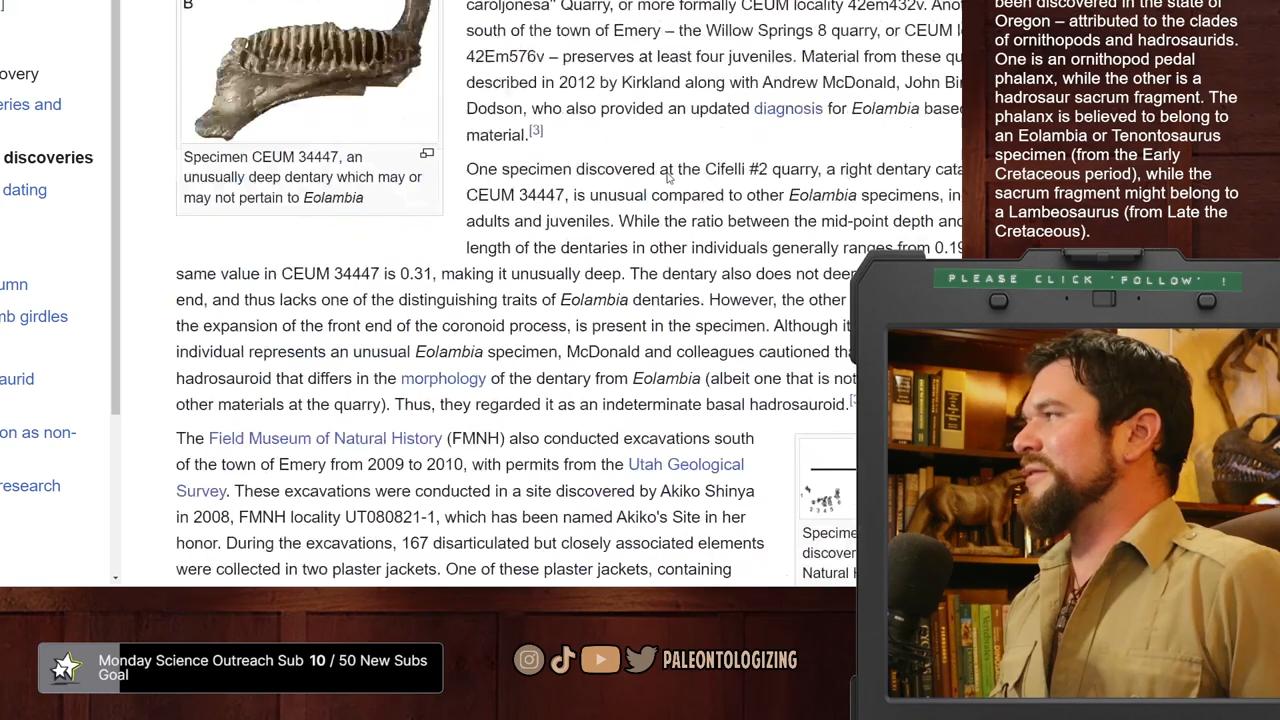 B
overy
eries and
discoveries
dating
umn
mb girdles
aurid
on as non-
research
Specimen CEUM 34447, an
unusually deep dentary which may or
may not pertain to Eolambia
caroljonesa" Quarry, or more formally CEUM locality 42em432v. Ano
south of the town of Emery – the Willow Springs 8 quarry, or CEUM l
42Em576v – preserves at least four juveniles. Material from these qu
described in 2012 by Kirkland along with Andrew McDonald, John Bir
Dodson, who also provided an updated diagnosis for Eolambia base
material.[3]
One specimen discovered at the Cifelli #2 quarry, a right dentary cata
CEUM 34447, is unusual compared to other Eolambia specimens, in
adults and juveniles. While the ratio between the mid-point depth and
length of the dentaries in other individuals generally ranges from 0.19
same value in CEUM 34447 is 0.31, making it unusually deep. The dentary also does not deep
end, and thus lacks one of the distinguishing traits of Eolambia dentaries. However, the other
the expansion of the front end of the coronoid process, is present in the specimen. Although it
individual represents an unusual Eolambia specimen, McDonald and colleagues cautioned tha
hadrosauroid that differs in the morphology of the dentary from Eolambia (albeit one that is not
other materials at the quarry). Thus, they regarded it as an indeterminate basal hadrosauroid.
The Field Museum of Natural History (FMNH) also conducted excavations south
of the town of Emery from 2009 to 2010, with permits from the Utah Geological
Survey. These excavations were conducted in a site discovered by Akiko Shinya
in 2008, FMNH locality UT080821-1, which has been named Akiko's Site in her
honor. During the excavations, 167 disarticulated but closely associated elements
were collected in two plaster jackets. One of these plaster jackets, containing
Specime
discover
Natural H
been discovered in the state of
Oregon – attributed to the clades
of ornithopods and hadrosaurids.
One is an ornithopod pedal
phalanx, while the other is a
hadrosaur sacrum fragment. The
phalanx is believed to belong to
an Eolambia or Tenontosaurus
specimen (from the Early
Cretaceous period), while the
sacrum fragment might belong to
a Lambeosaurus (from Late the
Cretaceous).
PLEASE CLICK 'FOLLOW' !
Monday Science Outreach Sub 10 / 50 New Subs
Goal
PALEONTOLOGIZING